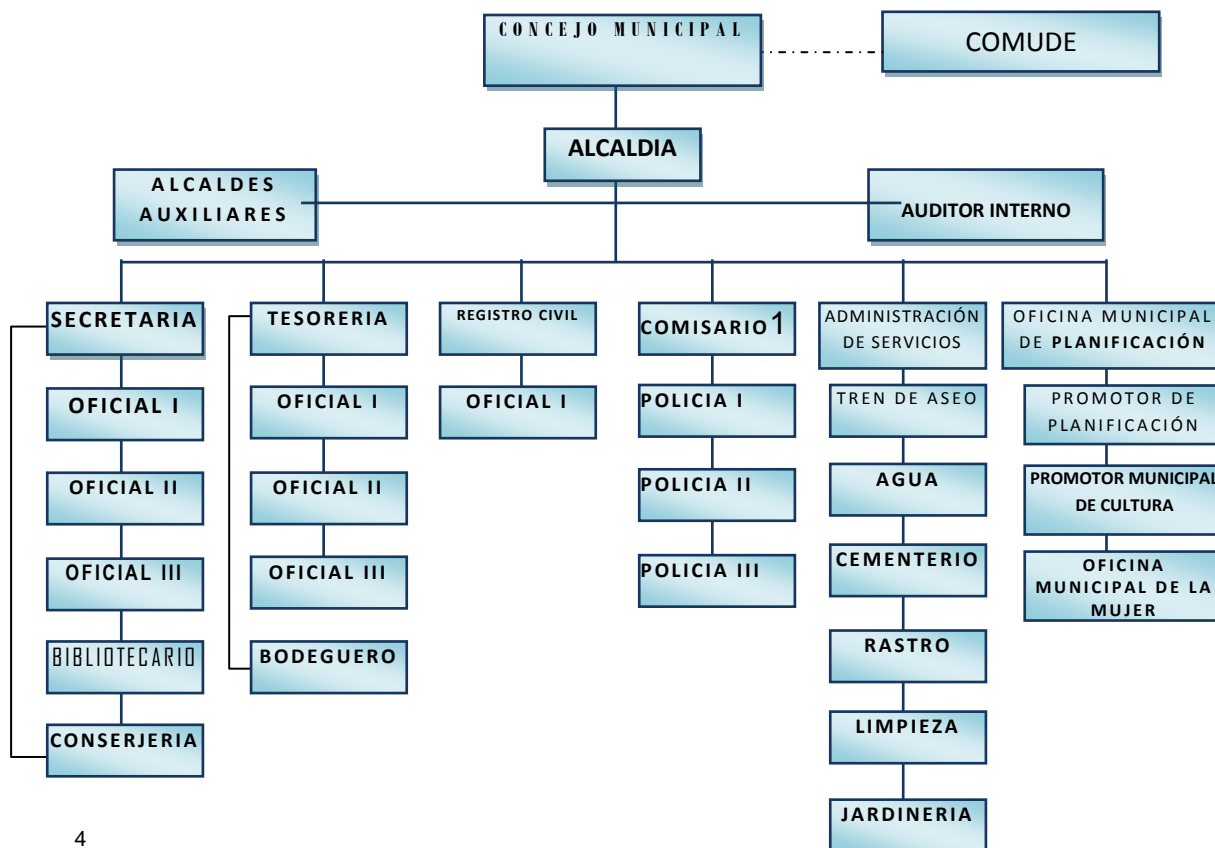 CONCEJO MUNICIPAL
COMUDE
ALCALDIA
ALCALDES
AUXILIARES
AUDITOR INTERNO
SECRETARIA
OFICIAL I
OFICIAL II
OFICIAL III
BIBLIOTECARIO
CONSERJERIA
TESORERIA
OFICIAL I
OFICIAL II
OFICIAL III
BODEGUERO
REGISTRO CIVIL
OFICIAL I
COMISARIO 1
POLICIA I
POLICIA II
POLICIA III
ADMINISTRACIÓN
DE SERVICIOS
TREN DE ASEO
AGUA
CEMENTERIO
RASTRO
LIMPIEZA
JARDINERIA
OFICINA MUNICIPAL
DE PLANIFICACIÓN
PROMOTOR DE
PLANIFICACIÓN
PROMOTOR MUNICIPAL
DE CULTURA
OFICINA
MUNICIPAL DE LA
MUJER
4